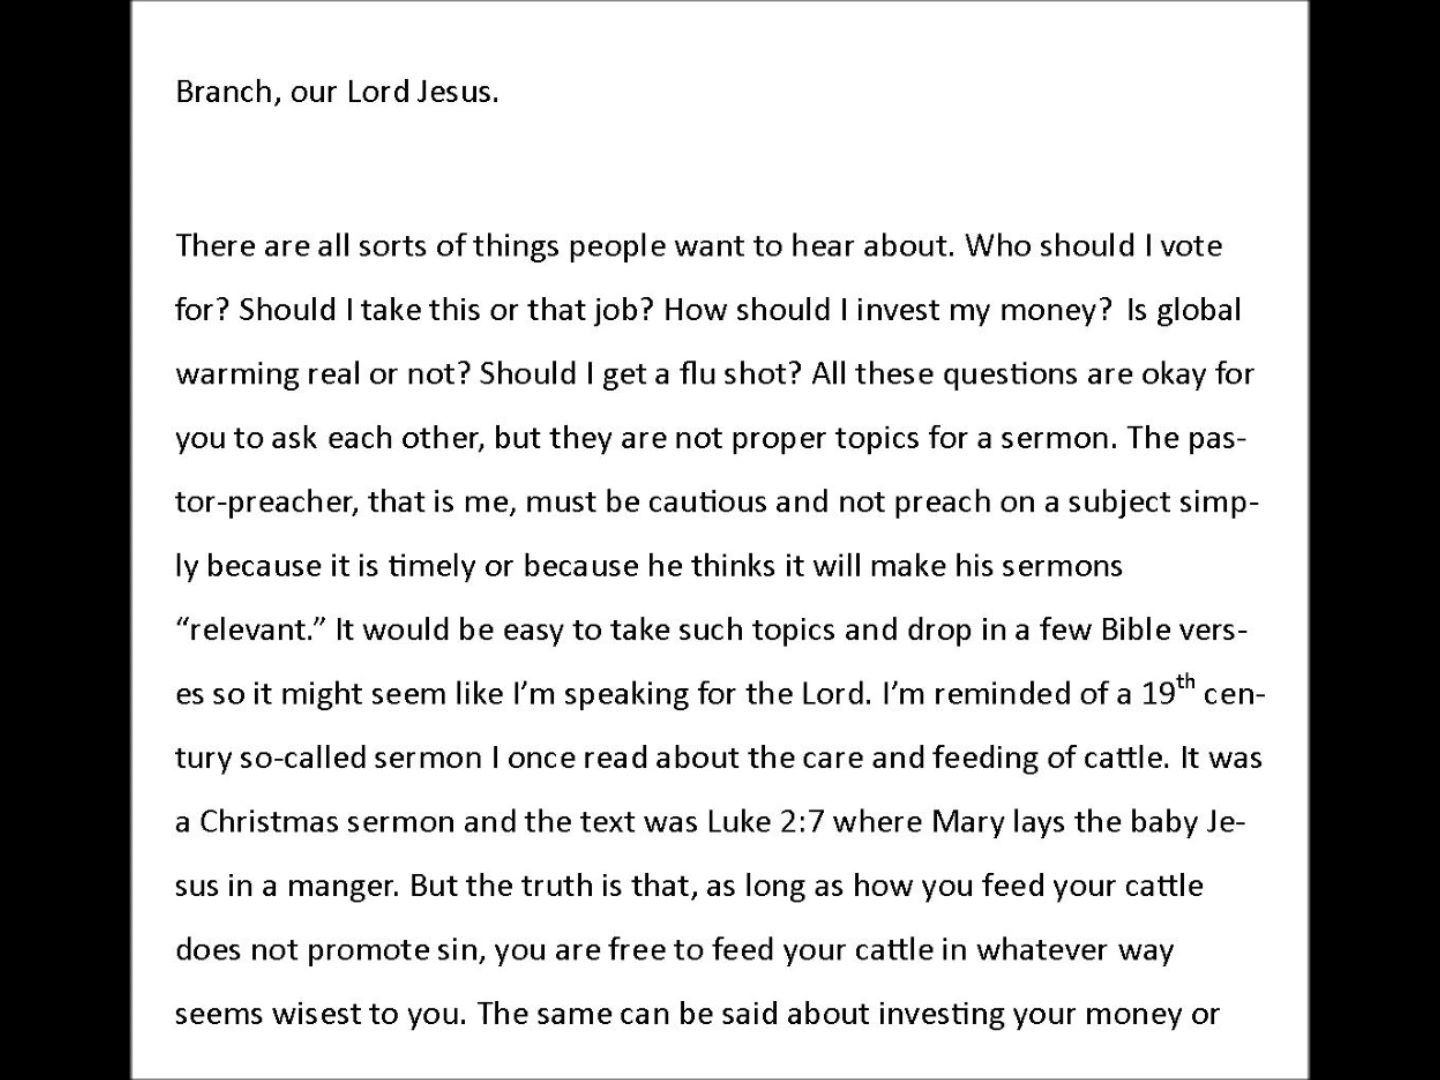 Branch, our Lord Jesus.
There are all sorts of things people want to hear about. Who should I vote
for? Should I take this or that job? How should I invest my money?  Is global
warming real or not? Should I get a flu shot? All these questions are okay for
you to ask each other, but they are not proper topics for a sermon. The pas-
tor-preacher, that is me, must be cautious and not preach on a subject simp-
ly because it is timely or because he thinks it will make his sermons
“relevant.” It would be easy to take such topics and drop in a few Bible vers-
es so it might seem like I’m speaking for the Lord. I’m reminded of a 19th cen-
tury so-called sermon I once read about the care and feeding of cattle. It was
a Christmas sermon and the text was Luke 2:7 where Mary lays the baby Je-
sus in a manger. But the truth is that, as long as how you feed your cattle
does not promote sin, you are free to feed your cattle in whatever way
seems wisest to you. The same can be said about investing your money or